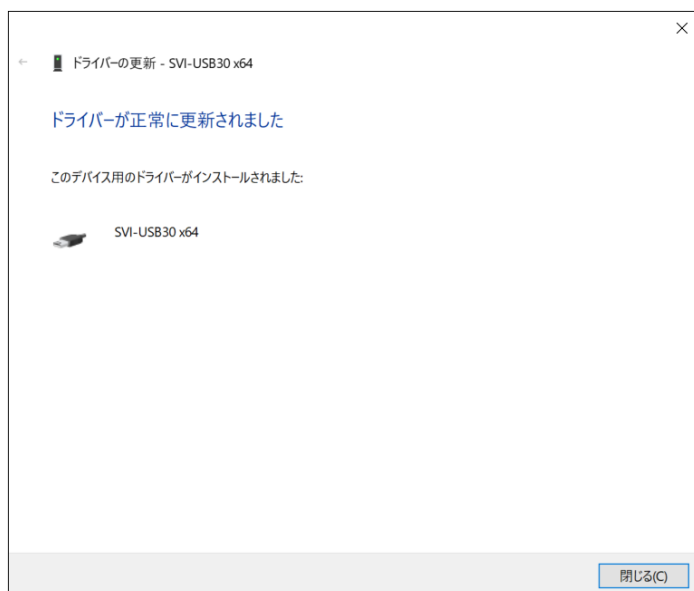 ドライバーの更新 - SVI-USB30 x64
ドライバーが正常に更新されました
このデバイス用のドライバーがインストールされました:
SVI-USB30 x64
閉じる(C)